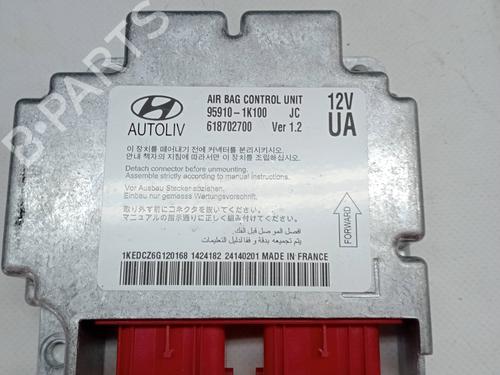 AIR BAG CONTROL UNIT
12V
95910-1K100 JC
AUTOLIV
618702700 Ver 1.2
UA
이 장치를 떼어내기 전에 커넥터를 분리시키시오.
안내 책자의 지침에 따라서만 이 장치를 조립하십시오.
Detach connector before unmounting.
Assemble strictly according to manual instructions.
Vor Ausbau Stecker abziehen.
Einbau nur gemaess Wartungsvorschrift.
取り外す前に コネクタを抜いてください。
マニュアルの指示通りに正しく組み付けてください。
افصل الموصل قبل الفك.
يتم تجميعه بدقة و فقا لدليل التعليمات
FORWARD
1KEDCZ6G120168 1424182 24140201 MADE IN FRANCE
B-PARTS